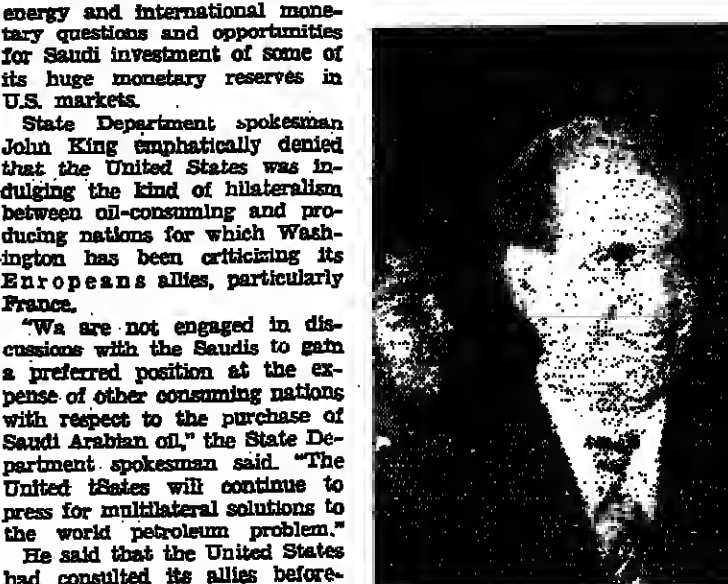 energy and international mone-
tary questions and opportunities
for Saudi investment of some of
its huge monetary reserves in
U.S. markets.
State Department spokesman
John King emphatically denied
that the United States was in-
dulging the kind of bilateralism
between oil-consuming and pro-
ducing nations for which Wash-
ington has been criticizing its
Europeans allies, particularly
France.
"We are not engaged in dis-
cussions with the Saudis to gain
a preferred position at the ex-
pense of other consuming nations
with respect to the purchase of
Saudi Arabian oil," the State De-
partment spokesman said. "The
United tSates will continue to
press for multilateral solutions to
the world petroleum problem."
He said that the United States
had consulted its allies before-